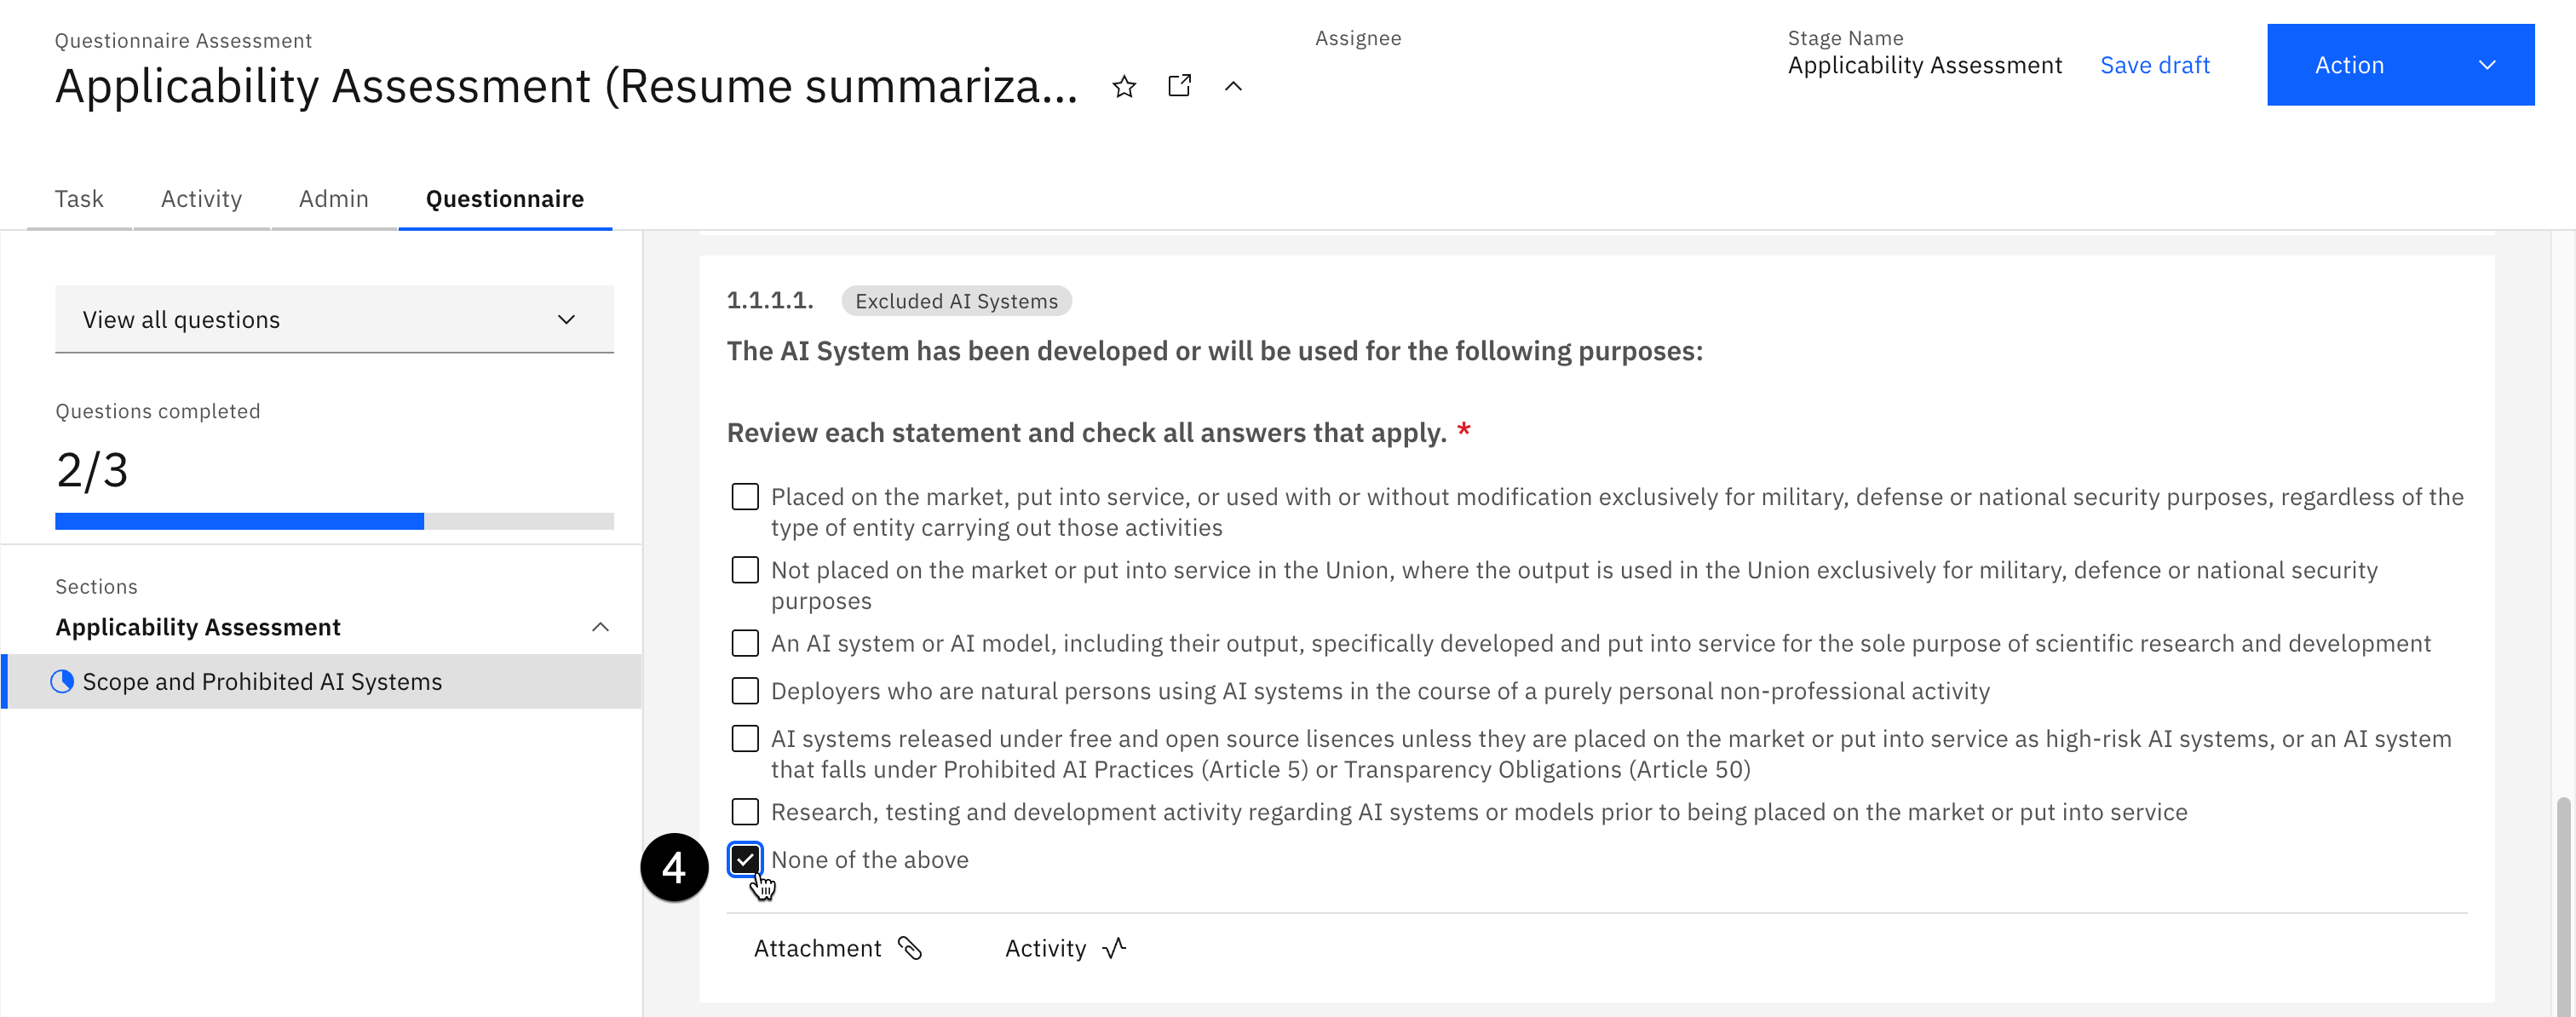 Questionnaire Assessment
Applicability Assessment (Resume summariza...
Assignee
Stage Name
Applicability Assessment
Save draft
Action
Task
Activity
Admin
Questionnaire
View all questions
Questions completed
2/3
Sections
Applicability Assessment
Scope and Prohibited AI Systems
1.1.1.1.
Excluded AI Systems
The AI System has been developed or will be used for the following purposes:
Review each statement and check all answers that apply. *
Placed on the market, put into service, or used with or without modification exclusively for military, defense or national security purposes, regardless of the
type of entity carrying out those activities
Not placed on the market or put into service in the Union, where the output is used in the Union exclusively for military, defence or national security
purposes
An AI system or AI model, including their output, specifically developed and put into service for the sole purpose of scientific research and development
Deployers who are natural persons using AI systems in the course of a purely personal non-professional activity
AI systems released under free and open source lisences unless they are placed on the market or put into service as high-risk AI systems, or an AI system
that falls under Prohibited AI Practices (Article 5) or Transparency Obligations (Article 50)
Research, testing and development activity regarding AI systems or models prior to being placed on the market or put into service
4
None of the above
Attachment
Activity